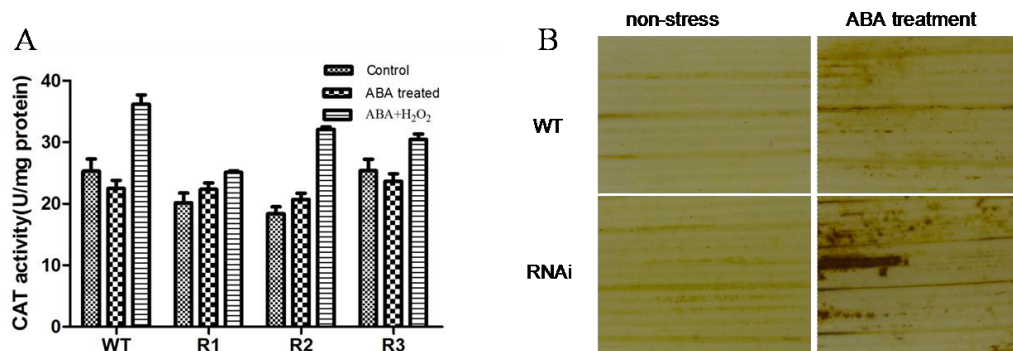 A
CAT activity(U/mg protein)
40
30
20
10
0
Control
ABA treated
ABA+H₂O₂
WT
R1
R2
R3
B
non-stress
ABA treatment
WT
RNAi